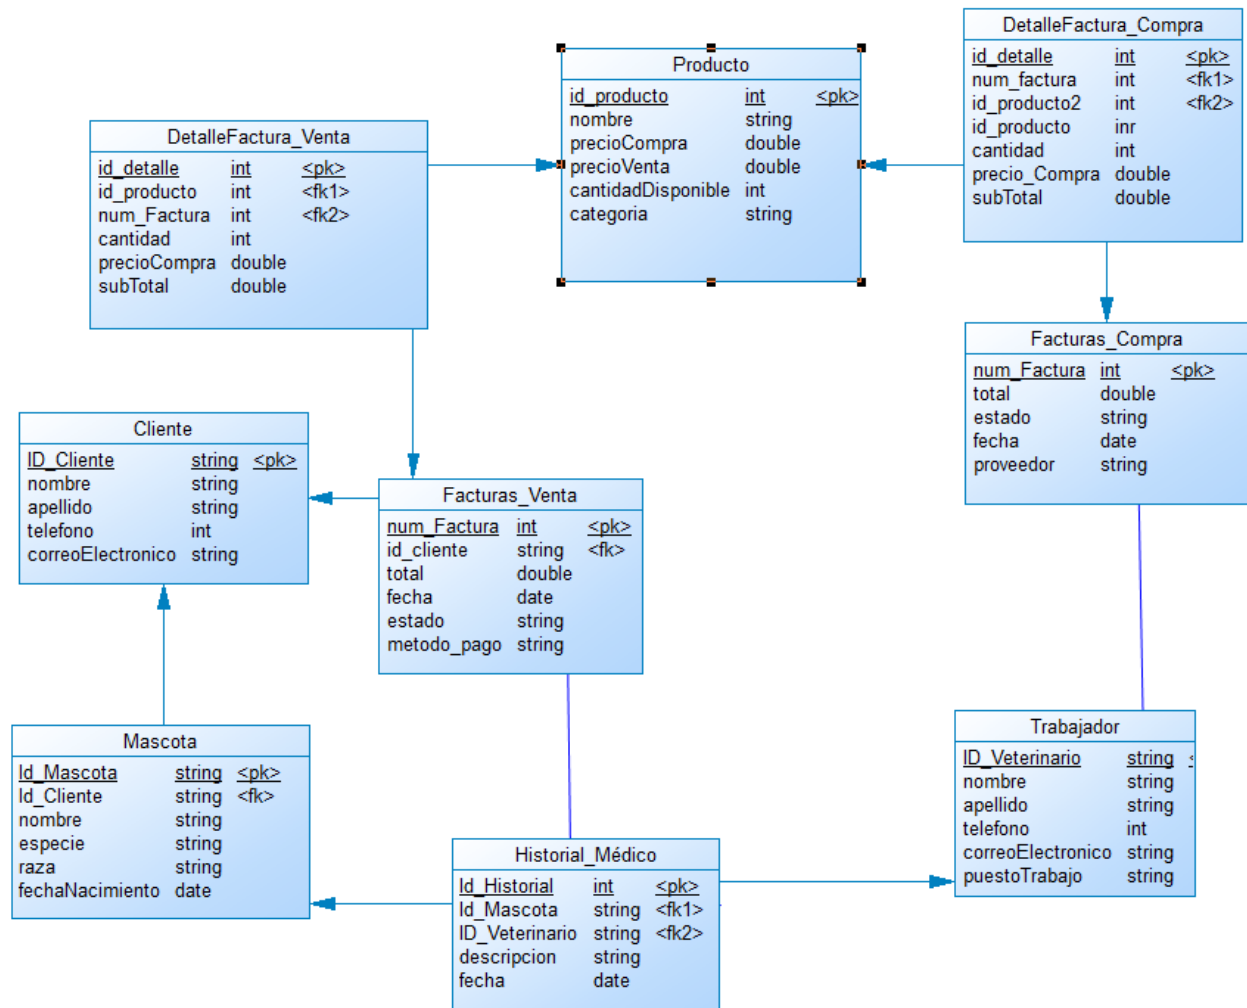 DetalleFactura_Compra
id_detalle int <pk>
num_factura int <fk1>
id_producto2 int <fk2>
id_producto inr
cantidad int
precio_Compra double
subTotal double
Producto
id_producto int <pk>
nombre string
precioCompra double
precioVenta double
cantidadDisponible int
categoria string
DetalleFactura_Venta
id_detalle int <pk>
id_producto int <fk1>
num_Factura int <fk2>
cantidad int
precioCompra double
subTotal double
Facturas_Compra
num_Factura int <pk>
total double
estado string
fecha date
proveedor string
Cliente
ID_Cliente string <pk>
nombre string
apellido string
telefono int
correoElectronico string
Facturas_Venta
num_Factura int <pk>
id_cliente string <fk>
total double
fecha date
estado string
metodo_pago string
Mascota
Id_Mascota string <pk>
Id_Cliente string <fk>
nombre string
especie string
raza string
fechaNacimiento date
Trabajador
ID_Veterinario string <
nombre string
apellido string
telefono int
correoElectronico string
puestoTrabajo string
Historial_Médico
Id_Historial int <pk>
Id_Mascota string <fk1>
ID_Veterinario string <fk2>
descripcion string
fecha date